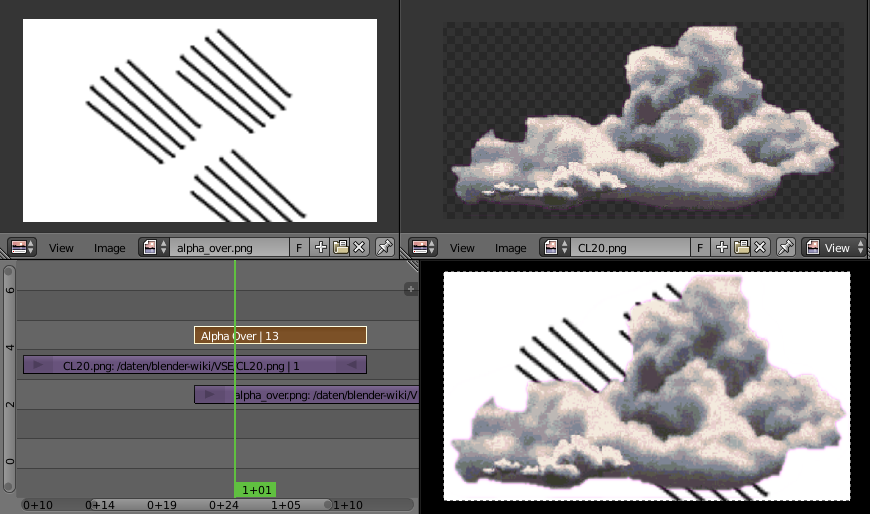 View Image alpha_over.png F
View Image CL20.png F View
6
Alpha Over | 13
4
CL20.png: /daten/blender-wiki/VSE/CL20.png | 1
alpha_over.png: /daten/blender-wiki/V
2
0
1+01
0+10 0+14 0+19 0+24 1+05 1+10